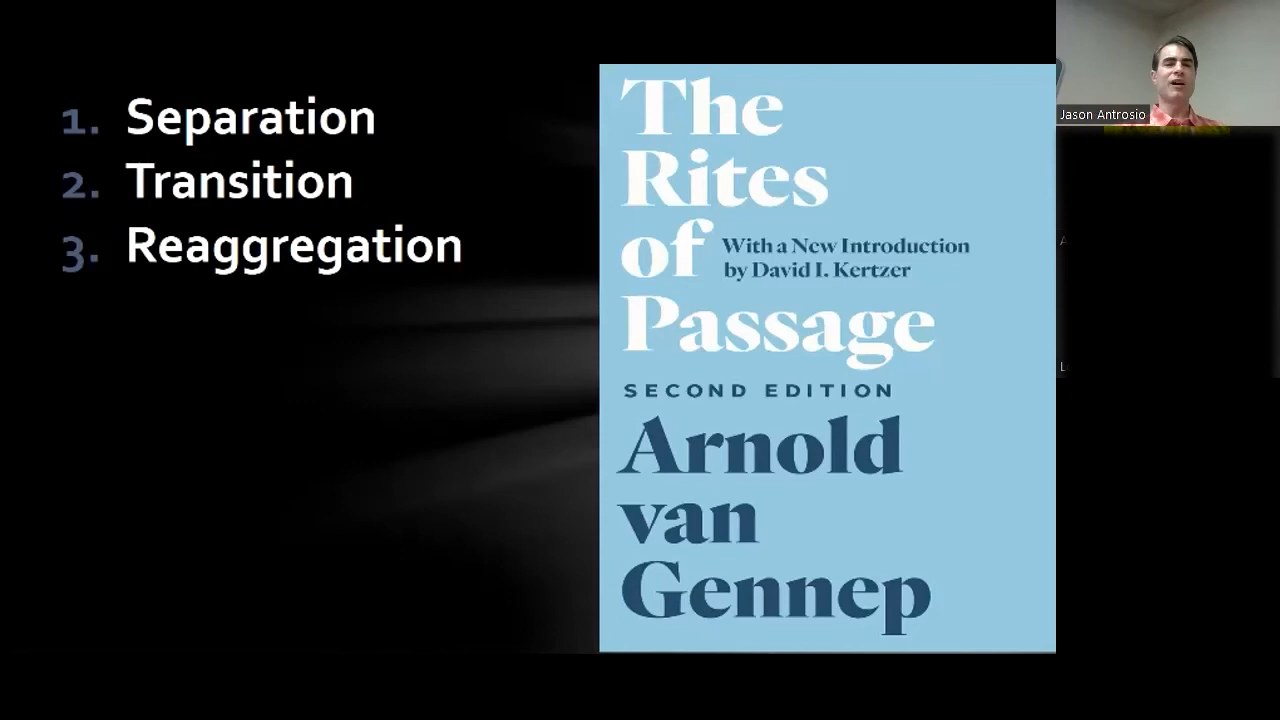 1. Separation
2. Transition
3. Reaggregation
The
Rites
of
With a New Introduction
by David I. Kertzer
Passage
SECOND EDITION
Arnold
van
Gennep
Jason Antrosio